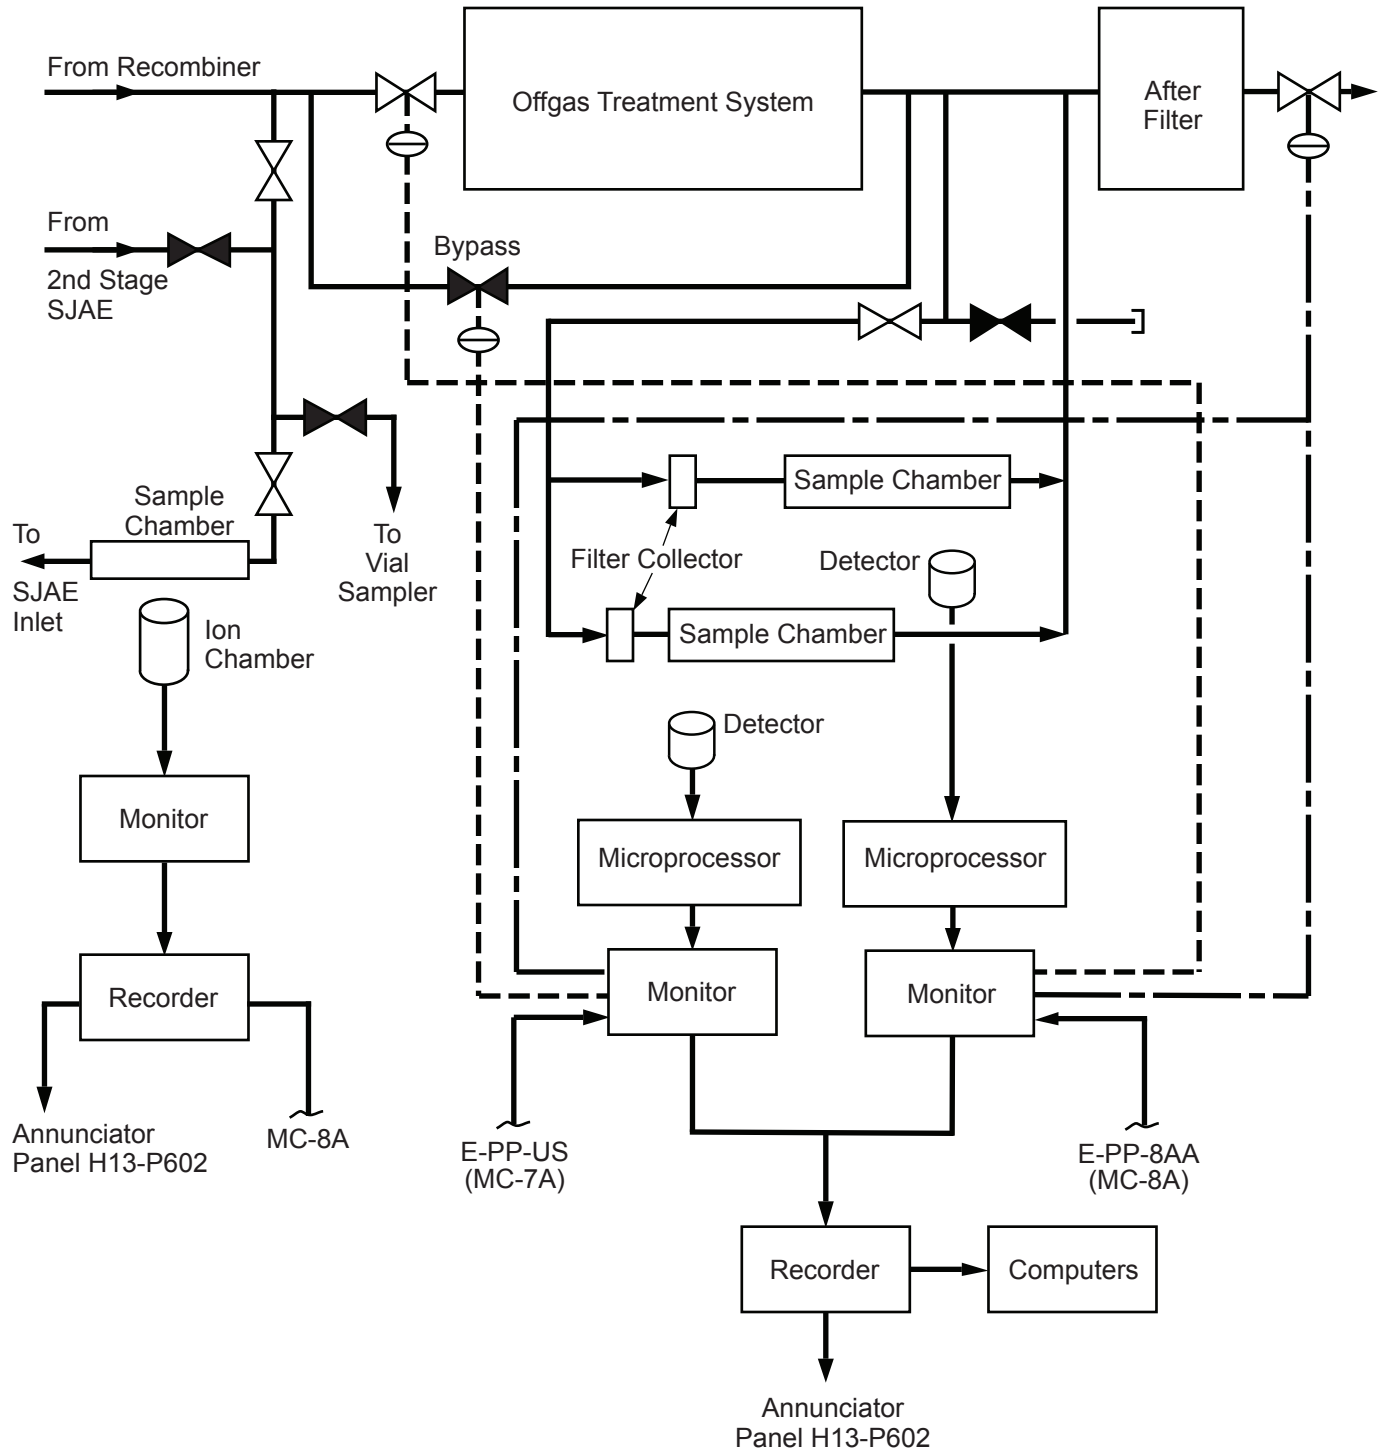 From Recombiner
Offgas Treatment System
After
Filter
From
2nd Stage
SJAE
Bypass
Sample
Chamber
To
SJAE
Inlet
To
Vial
Sampler
Sample Chamber
Filter Collector
Detector
Sample Chamber
Ion
Chamber
Detector
Monitor
Microprocessor
Microprocessor
Recorder
Monitor
Monitor
Annunciator
Panel H13-P602
MC-8A
E-PP-US
(MC-7A)
E-PP-8AA
(MC-8A)
Recorder
Computers
Annunciator
Panel H13-P602